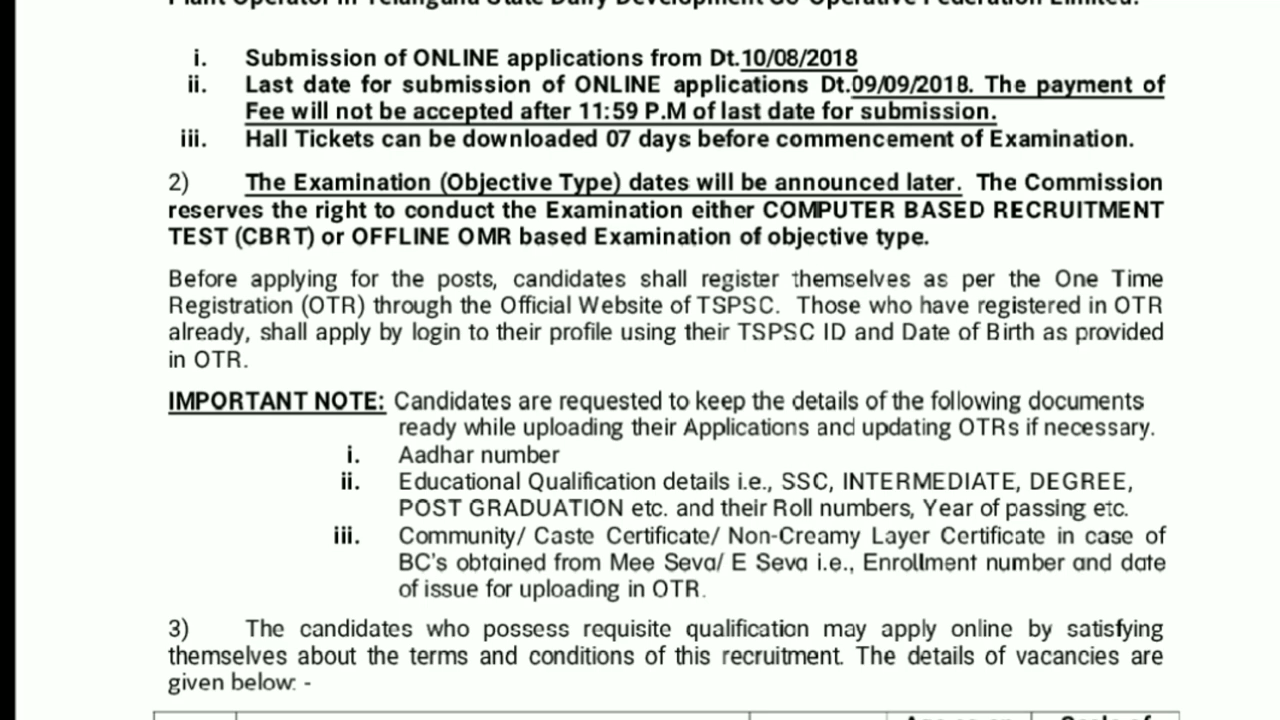 Plant Operator in Telangana State Dairy Development Co-Operative Federation Limited.
i. Submission of ONLINE applications from Dt.10/08/2018
ii. Last date for submission of ONLINE applications Dt.09/09/2018. The payment of
Fee will not be accepted after 11:59 P.M of last date for submission.
iii. Hall Tickets can be downloaded 07 days before commencement of Examination.
2) The Examination (Objective Type) dates will be announced later. The Commission
reserves the right to conduct the Examination either COMPUTER BASED RECRUITMENT
TEST (CBRT) or OFFLINE OMR based Examination of objective type.
Before applying for the posts, candidates shall register themselves as per the One Time
Registration (OTR) through the Official Website of TSPSC. Those who have registered in OTR
already, shall apply by login to their profile using their TSPSC ID and Date of Birth as provided
in OTR.
IMPORTANT NOTE: Candidates are requested to keep the details of the following documents
ready while uploading their Applications and updating OTRs if necessary.
i. Aadhar number
ii. Educational Qualification details i.e., SSC, INTERMEDIATE, DEGREE,
POST GRADUATION etc. and their Roll numbers, Year of passing etc.
iii. Community/ Caste Certificate/ Non-Creamy Layer Certificate in case of
BC's obtained from Mee Seva/ E Seva i.e., Enrollment number and date
of issue for uploading in OTR.
3) The candidates who possess requisite qualification may apply online by satisfying
themselves about the terms and conditions of this recruitment. The details of vacancies are
given below: -